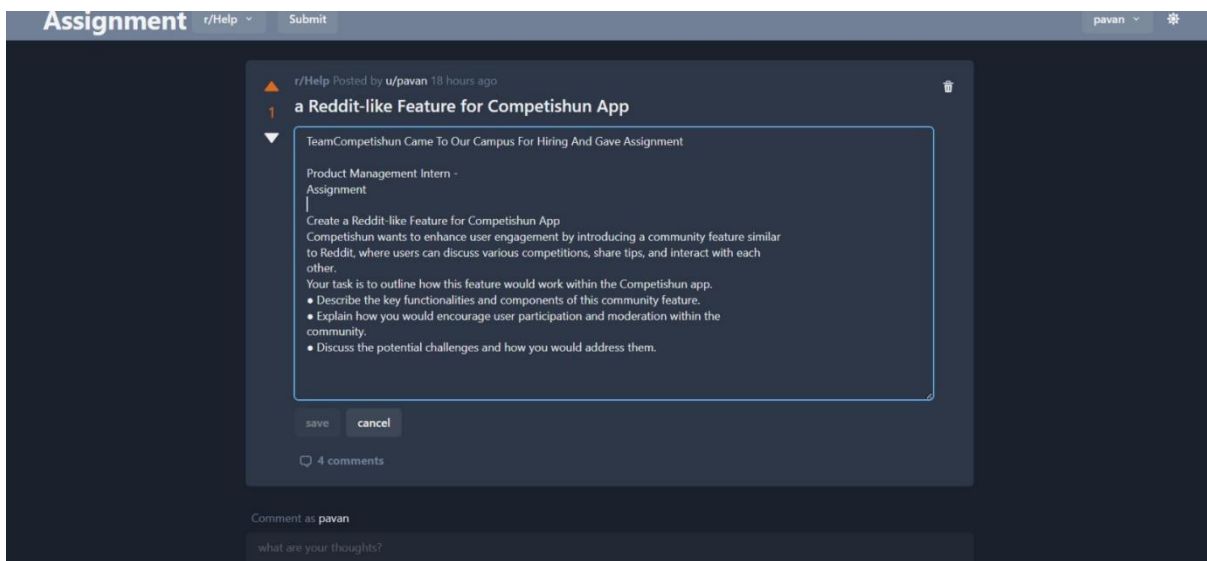 Assignment r/Help Submit pavan
r/Help Posted by u/pavan 18 hours ago
1 a Reddit-like Feature for Competishun App
TeamCompetishun Came To Our Campus For Hiring And Gave Assignment
Product Management Intern -
Assignment
Create a Reddit-like Feature for Competishun App
Competishun wants to enhance user engagement by introducing a community feature similar
to Reddit, where users can discuss various competitions, share tips, and interact with each
other.
Your task is to outline how this feature would work within the Competishun app.
● Describe the key functionalities and components of this community feature.
● Explain how you would encourage user participation and moderation within the
community.
● Discuss the potential challenges and how you would address them.
save cancel
4 comments
Comment as pavan
what are your thoughts?